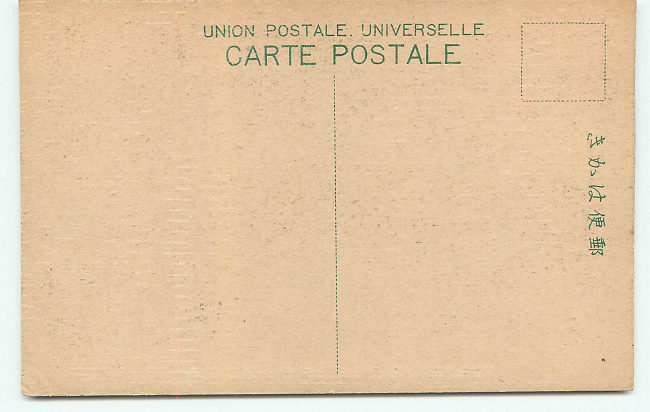 UNION POSTALE. UNIVERSELLE
CARTE POSTALE
郵便はかき